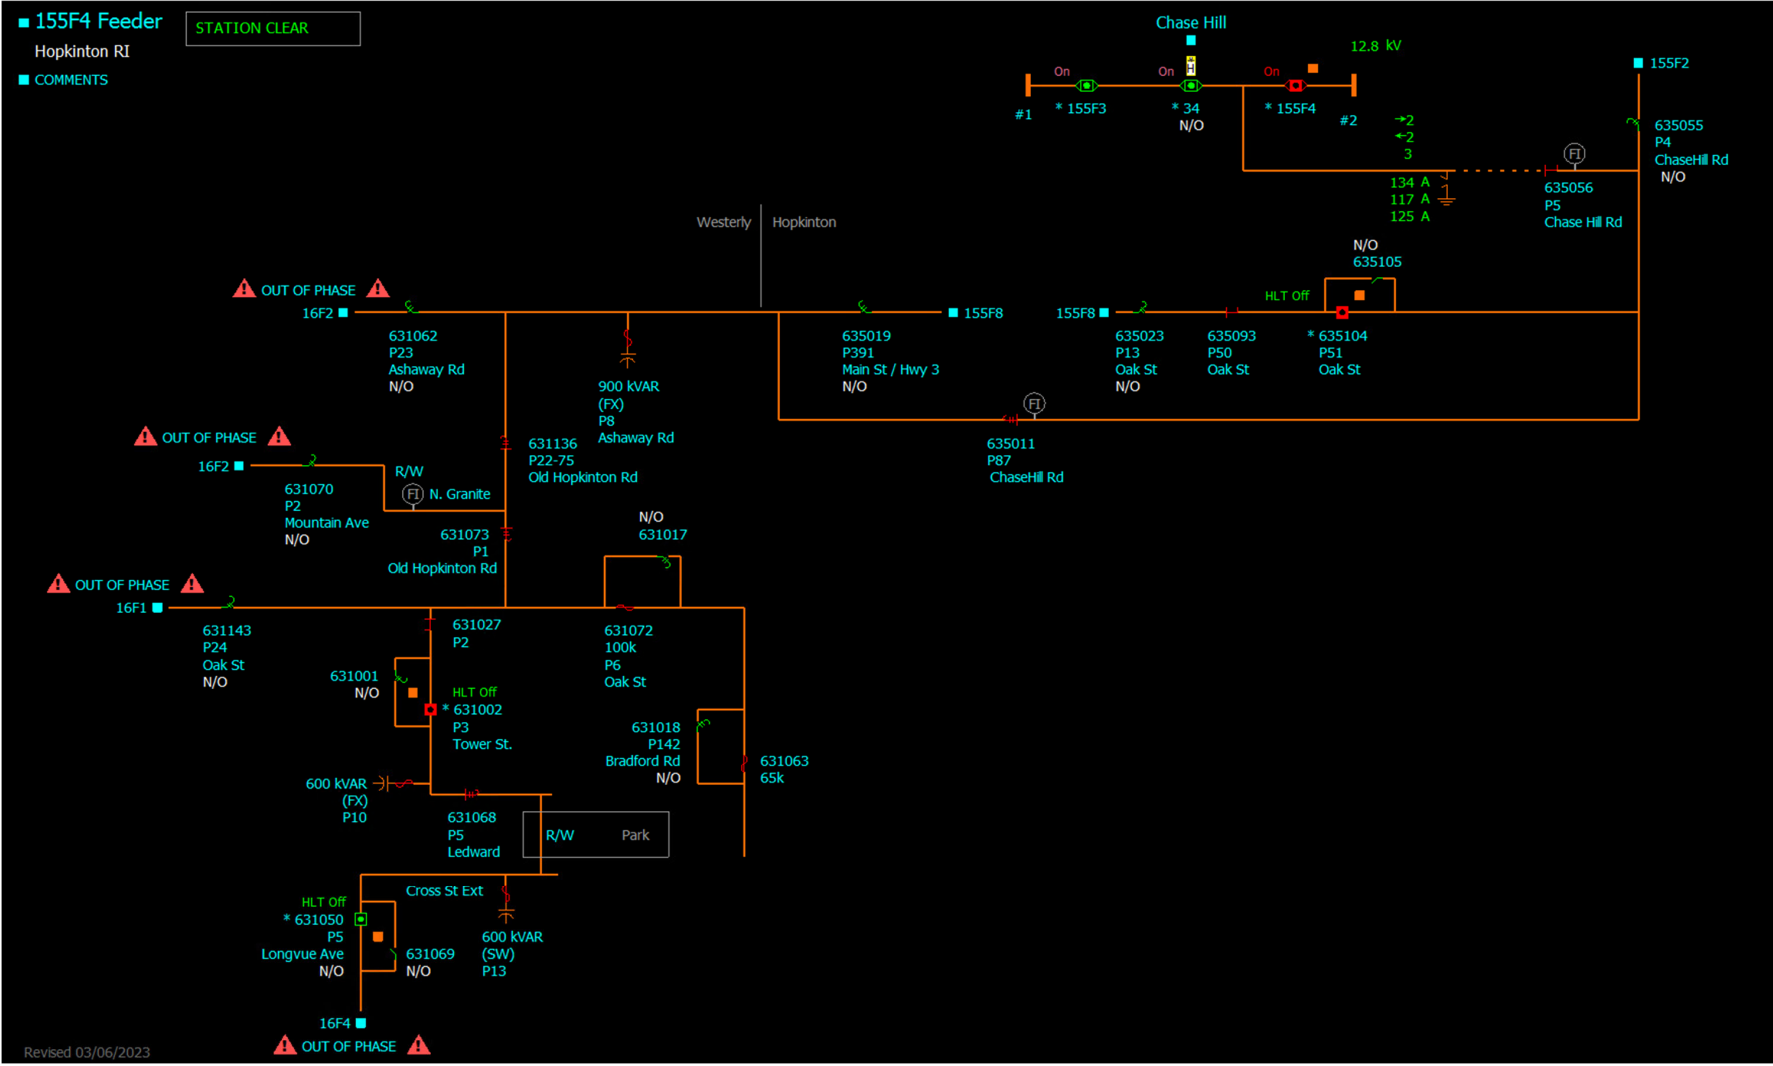 155F4 Feeder
STATION CLEAR
Hopkinton RI
COMMENTS
Chase Hill
12.8 kV
155F2
On
On
H
On
#1
* 155F3
* 34
N/O
* 155F4
#2
→2
←2
3
134 A
117 A
125 A
635055
P4
ChaseHill Rd
N/O
FI
635056
P5
Chase Hill Rd
Westerly
Hopkinton
N/O
635105
HLT Off
OUT OF PHASE
16F2
155F8
155F8
631062
P23
Ashaway Rd
N/O
900 kVAR
(FX)
P8
Ashaway Rd
635019
P391
Main St / Hwy 3
N/O
635023
P13
Oak St
N/O
635093
P50
Oak St
* 635104
P51
Oak St
FI
635011
P87
ChaseHill Rd
OUT OF PHASE
16F2
631070
P2
Mountain Ave
N/O
R/W
FI
N. Granite
631136
P22-75
Old Hopkinton Rd
631073
P1
Old Hopkinton Rd
N/O
631017
OUT OF PHASE
16F1
631143
P24
Oak St
N/O
631027
P2
631072
100k
P6
Oak St
631001
N/O
HLT Off
* 631002
P3
Tower St.
631018
P142
Bradford Rd
N/O
631063
65k
600 kVAR
(FX)
P10
631068
P5
Ledward
R/W
Park
Cross St Ext
HLT Off
* 631050
P5
Longvue Ave
N/O
631069
N/O
600 kVAR
(SW)
P13
16F4
OUT OF PHASE
Revised 03/06/2023